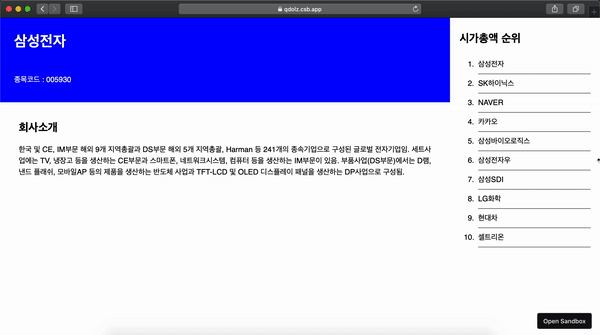 qdolz.csb.app
삼성전자
종목코드 : 005930
회사소개
한국 및 CE, IM부문 해외 9개 지역총괄과 DS부문 해외 5개 지역총괄, Harman 등 241개의 종속기업으로 구성된 글로벌 전자기업임. 세트사
업에는 TV, 냉장고 등을 생산하는 CE부문과 스마트폰, 네트워크시스템, 컴퓨터 등을 생산하는 IM부문이 있음. 부품사업(DS부문)에서는 D램,
낸드 플래쉬, 모바일AP 등의 제품을 생산하는 반도체 사업과 TFT-LCD 및 OLED 디스플레이 패널을 생산하는 DP사업으로 구성됨.
시가총액 순위
1. 삼성전자
2. SK하이닉스
3. NAVER
4. 카카오
5. 삼성바이오로직스
6. 삼성전자우
7. 삼성SDI
8. LG화학
9. 현대차
10. 셀트리온
Open Sandbox